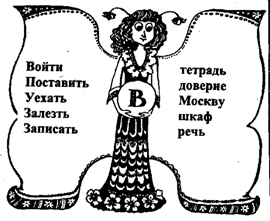 Войти
Поставить
Уехать
Залезть
Записать
В
тетрадь
доверие
Москву
шкаф
речь